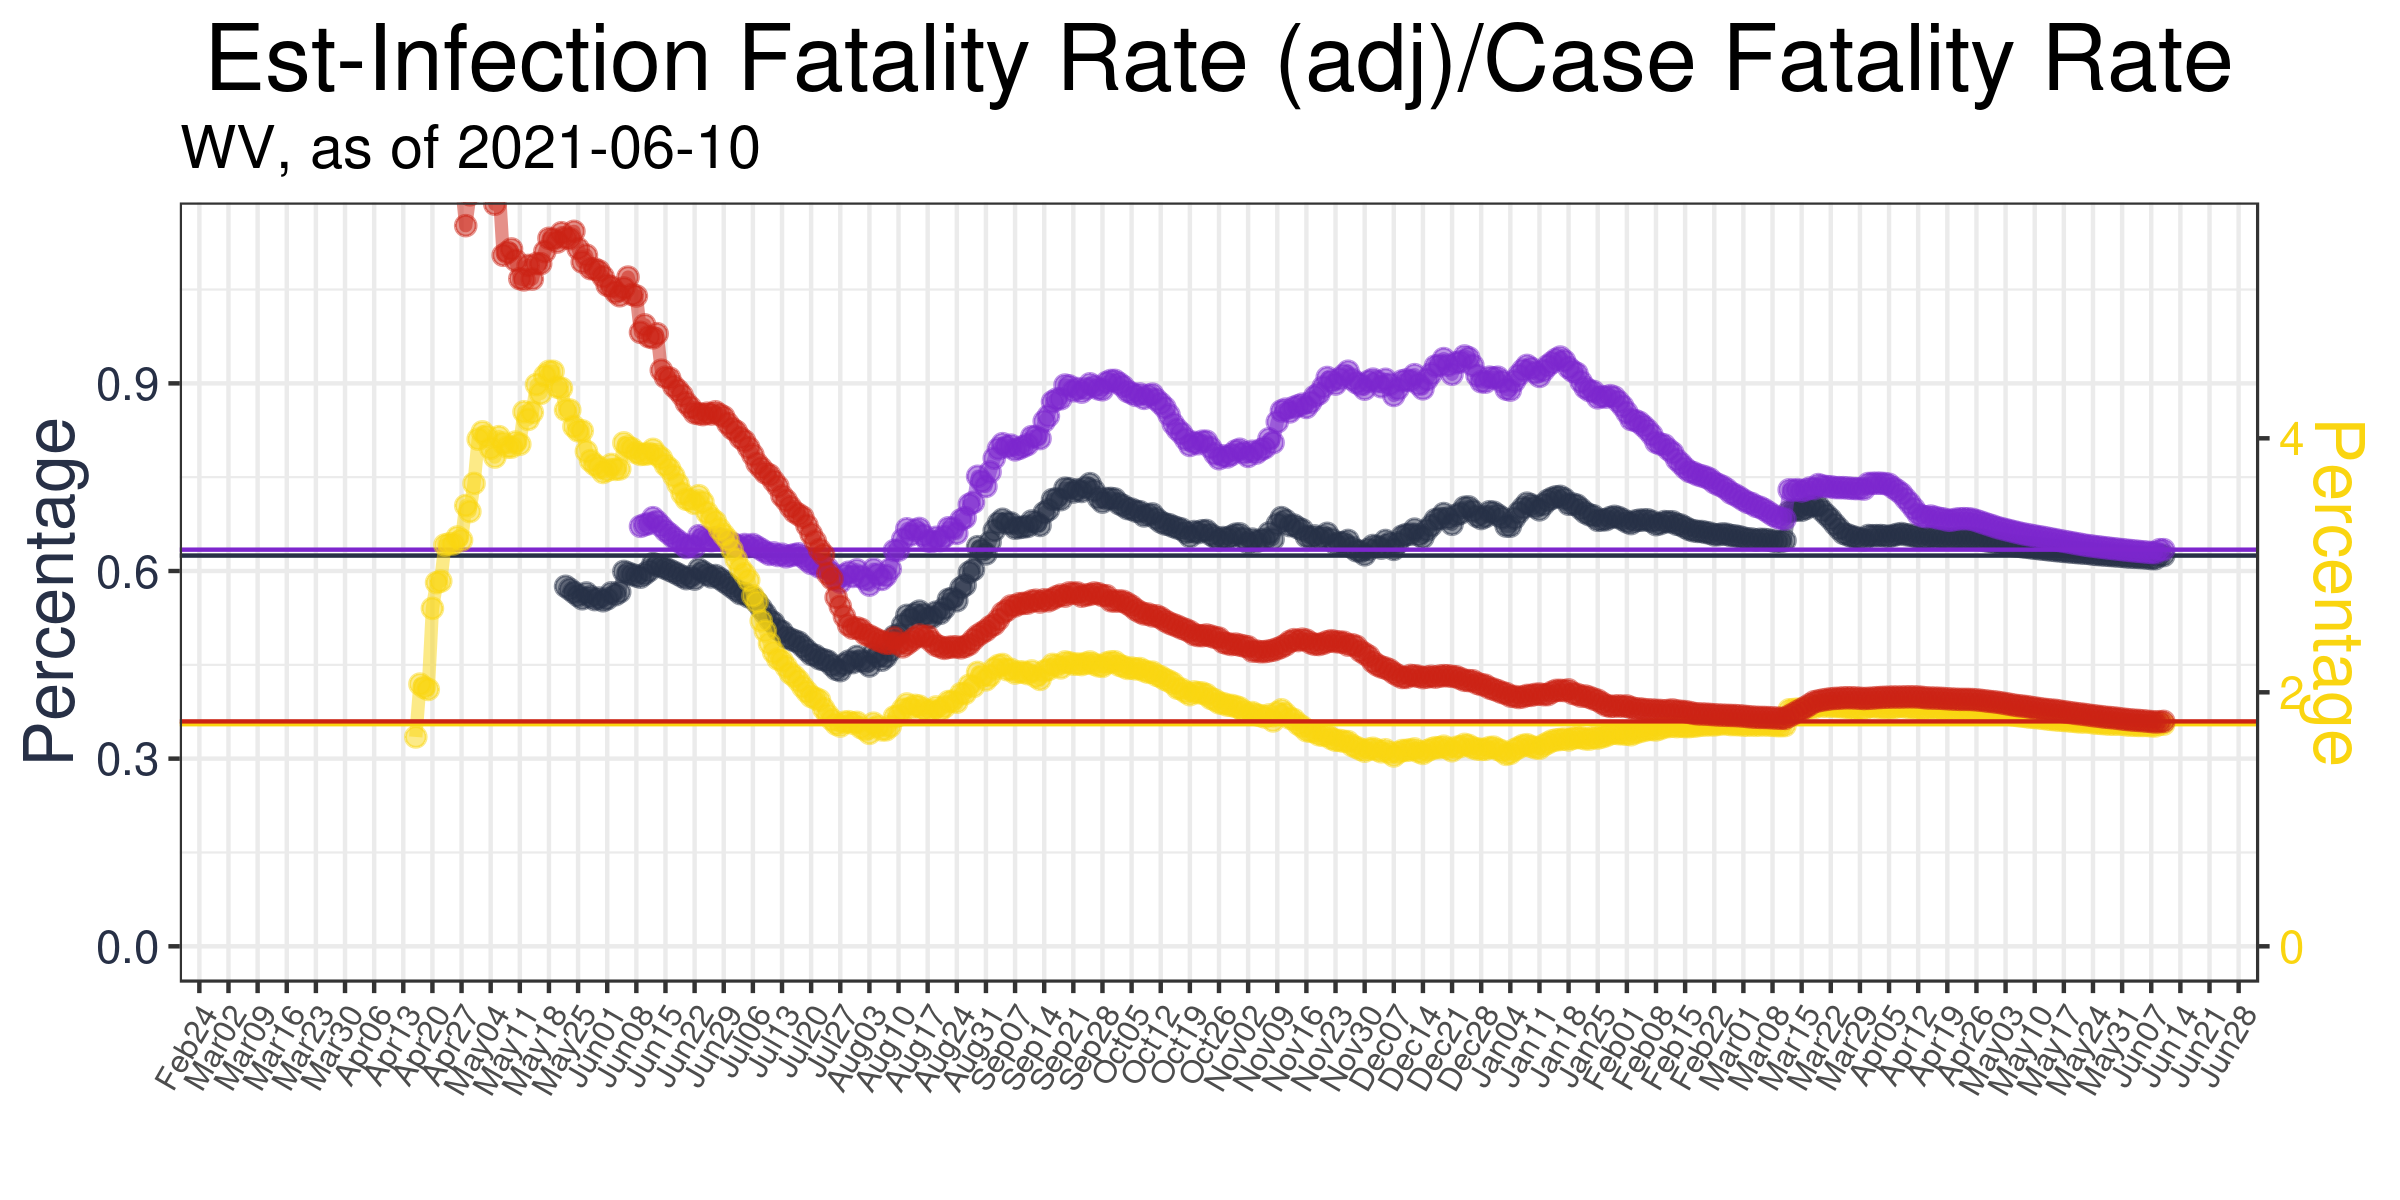 Est-Infection Fatality Rate (adj)/Case Fatality Rate
WV, as of 2021-06-10
Percentage
0.9
0.6
0.3
0.0
4
2
0
Percentage
Feb24
Mar02
Mar09
Mar16
Mar23
Mar30
Apr06
Apr13
Apr20
Apr27
May04
May11
May18
May25
Jun01
Jun08
Jun15
Jun22
Jun29
Jul06
Jul13
Jul20
Jul27
Aug03
Aug10
Aug17
Aug24
Aug31
Sep07
Sep14
Sep21
Sep28
Oct05
Oct12
Oct19
Oct26
Nov02
Nov09
Nov16
Nov23
Nov30
Dec07
Dec14
Dec21
Dec28
Jan04
Jan11
Jan18
Jan25
Feb01
Feb08
Feb15
Feb22
Mar01
Mar08
Mar15
Mar22
Mar29
Apr05
Apr12
Apr19
Apr26
May03
May10
May17
May24
May31
Jun07
Jun14
Jun21
Jun28